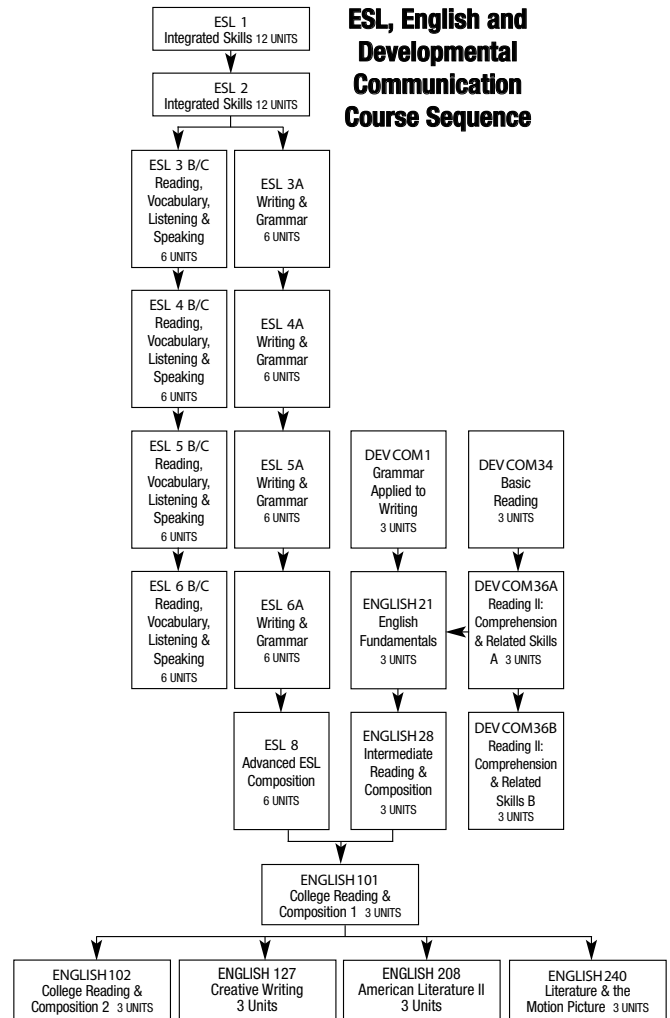 ESL, English and
Developmental
Communication
Course Sequence
ESL 1
Integrated Skills 12 UNITS
ESL 2
Integrated Skills 12 UNITS
ESL 3 B/C
Reading,
Vocabulary,
Listening &
Speaking
6 UNITS
ESL 3A
Writing &
Grammar
6 UNITS
ESL 4 B/C
Reading,
Vocabulary,
Listening &
Speaking
6 UNITS
ESL 4A
Writing &
Grammar
6 UNITS
ESL 5 B/C
Reading,
Vocabulary,
Listening &
Speaking
6 UNITS
ESL 5A
Writing &
Grammar
6 UNITS
DEV COM1
Grammar
Applied to
Writing
3 UNITS
DEV COM34
Basic
Reading
3 UNITS
ESL 6 B/C
Reading,
Vocabulary,
Listening &
Speaking
6 UNITS
ESL 6A
Writing &
Grammar
6 UNITS
ENGLISH 21
English
Fundamentals
3 UNITS
DEV COM36A
Reading II:
Comprehension
& Related Skills
A 3 UNITS
ESL 8
Advanced ESL
Composition
6 UNITS
ENGLISH 28
Intermediate
Reading &
Composition
3 UNITS
DEV COM36B
Reading II:
Comprehension
& Related
Skills B
3 UNITS
ENGLISH 101
College Reading &
Composition 1 3 UNITS
ENGLISH 102
College Reading &
Composition 2 3 UNITS
ENGLISH 127
Creative Writing
3 Units
ENGLISH 208
American Literature II
3 Units
ENGLISH 240
Literature & the
Motion Picture 3 UNITS